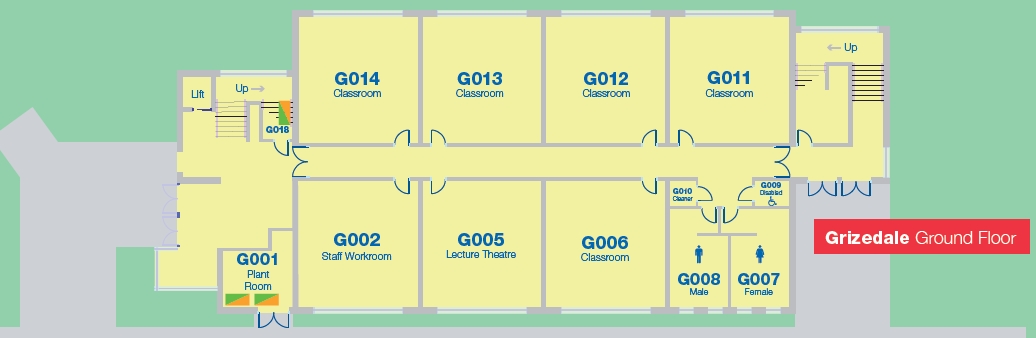 ← Up
G014
Classroom
G013
Classroom
G012
Classroom
G011
Classroom
Lift
Up →
G018
G010
Cleaner
G009
Disabled
G002
Staff Workroom
G005
Lecture Theatre
G006
Classroom
G008
Male
G007
Female
G001
Plant
Room
Grizedale Ground Floor